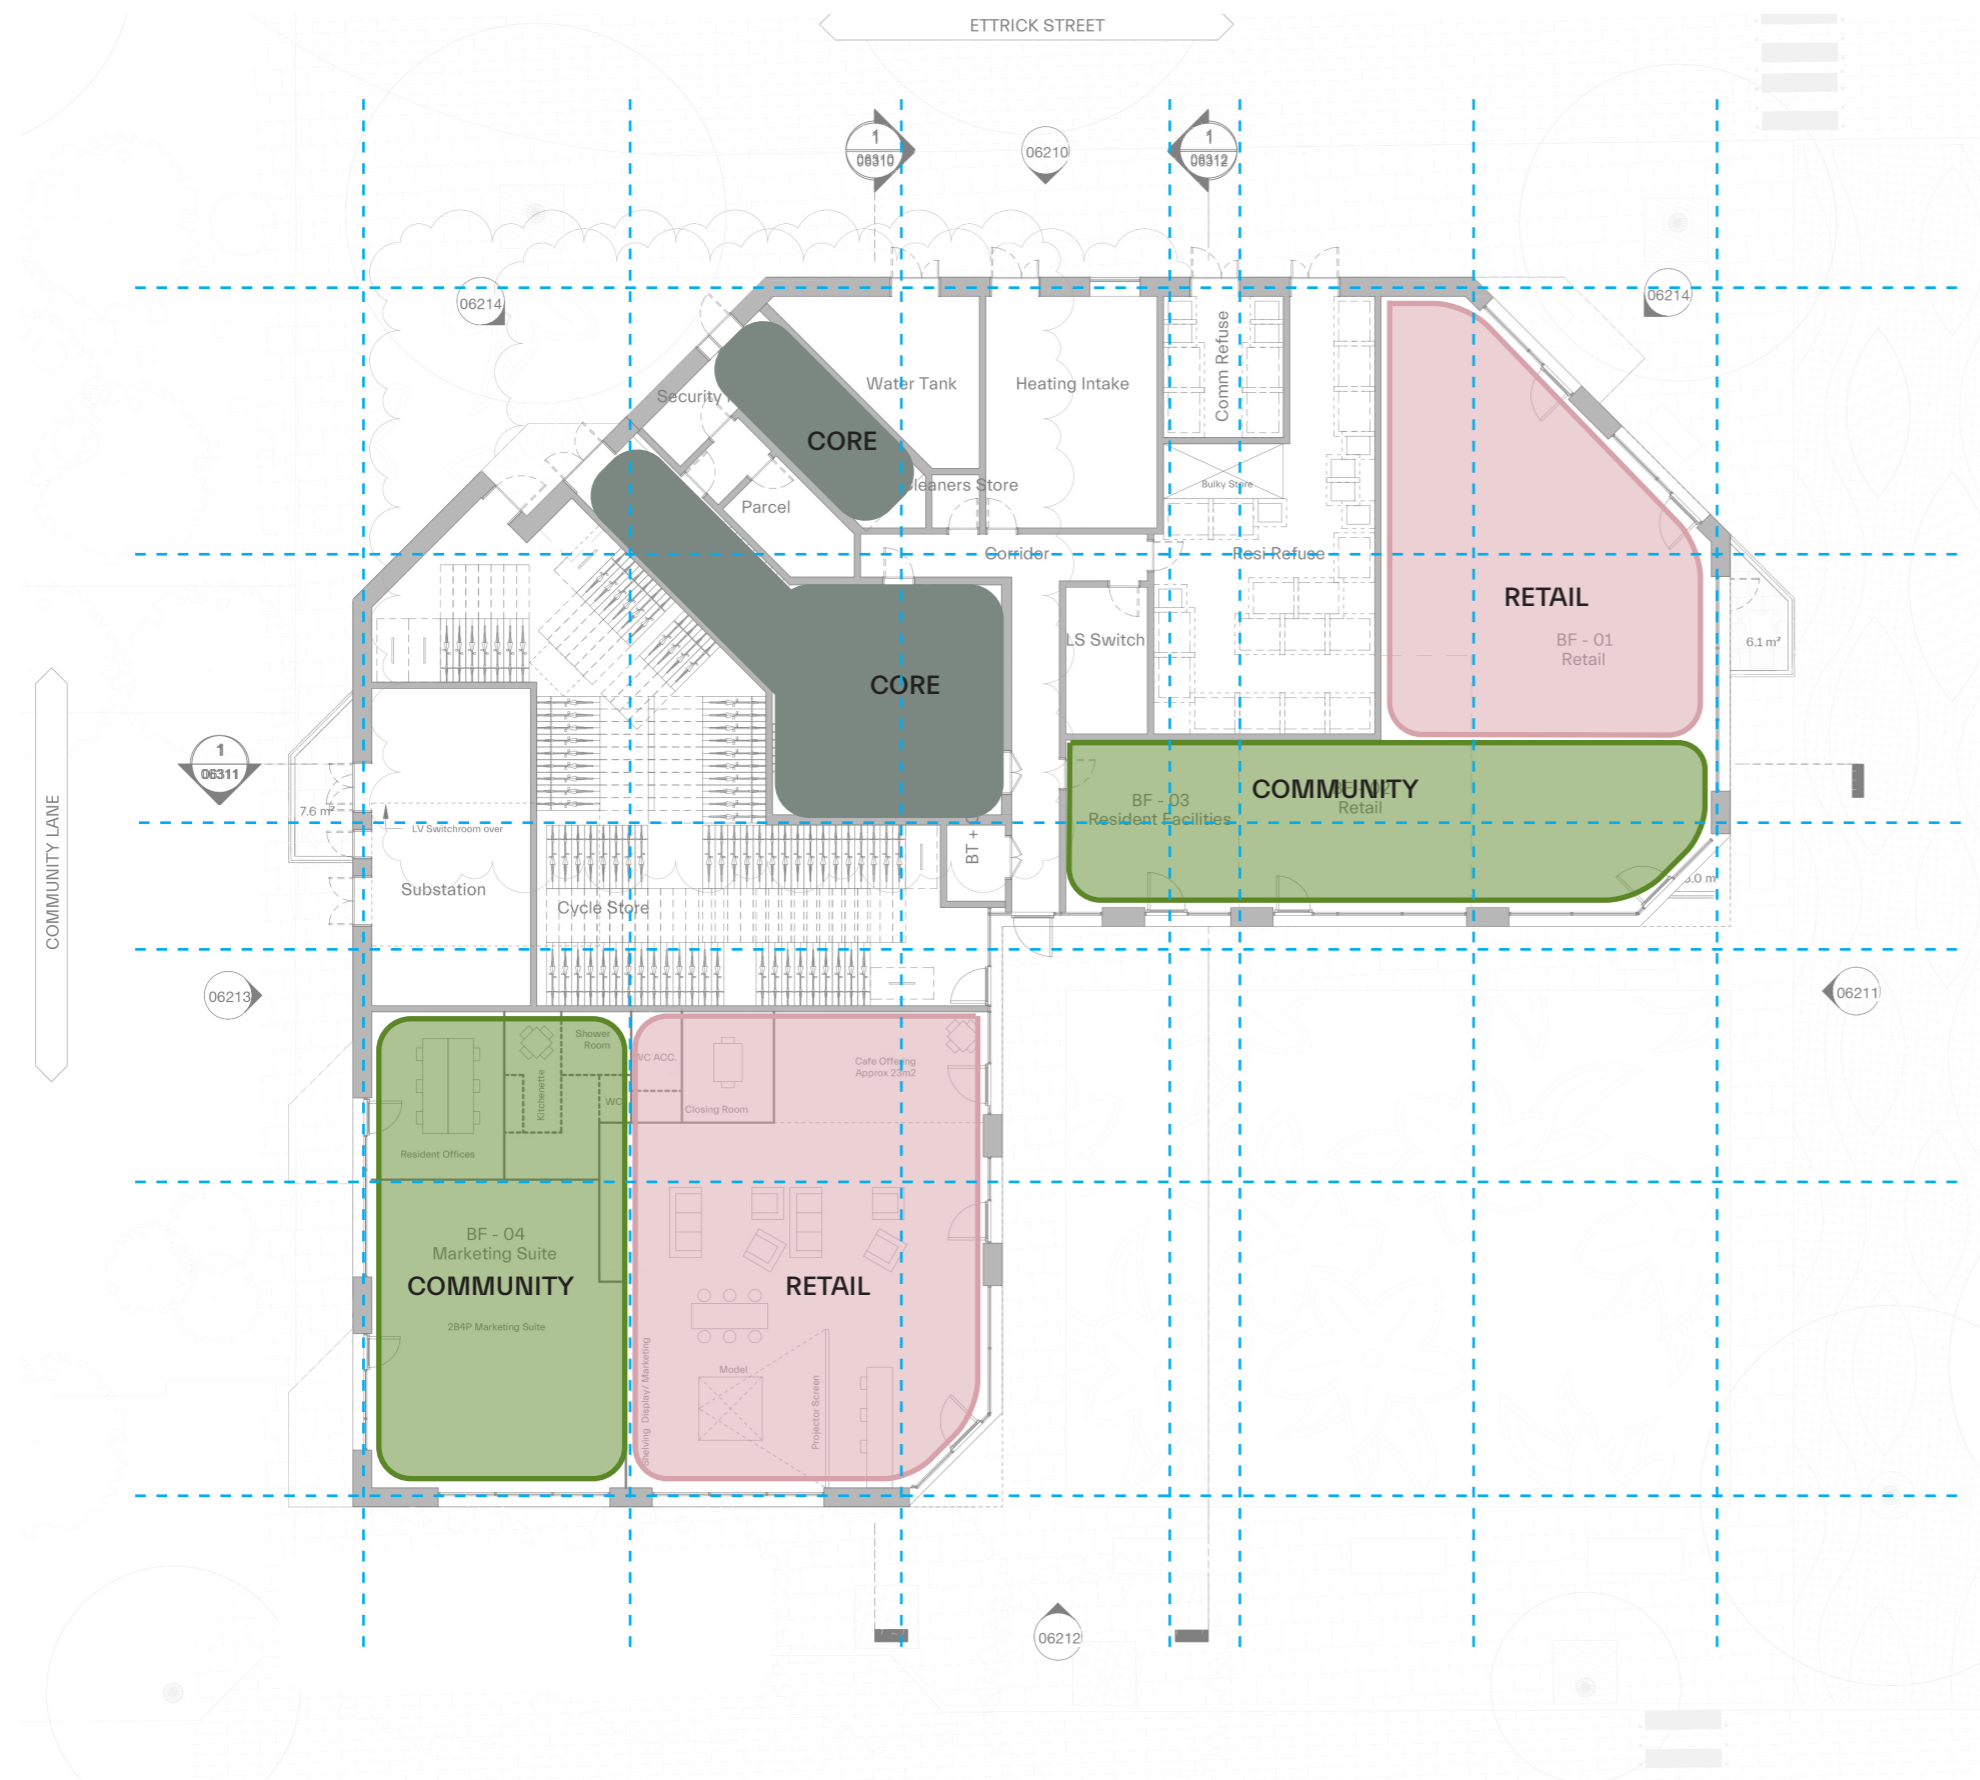 ETTRICK STREET
1
06310
06210
1
06312
06214
06214
Comm Refuse
Water Tank
Heating Intake
Security
CORE
Cleaners Store
Bulky Store
Parcel
Corridor
Resi Refuse
RETAIL
BF - 01
Retail
LS Switch
6.1 m²
CORE
1
06311
COMMUNITY
BF - 03
Resident Facilities
Retail
7.6 m²
LV Switchroom over
BT +
COMMUNITY LANE
Substation
Cycle Store
06213
06211
Shower
Room
WC ACC.
Cafe Offering
Approx 23m2
Kitchenette
WC
Closing Room
Resident Offices
BF - 04
Marketing Suite
COMMUNITY
RETAIL
2B4P Marketing Suite
Shelving Display/ Marketing
Model
Projector Screen
06212